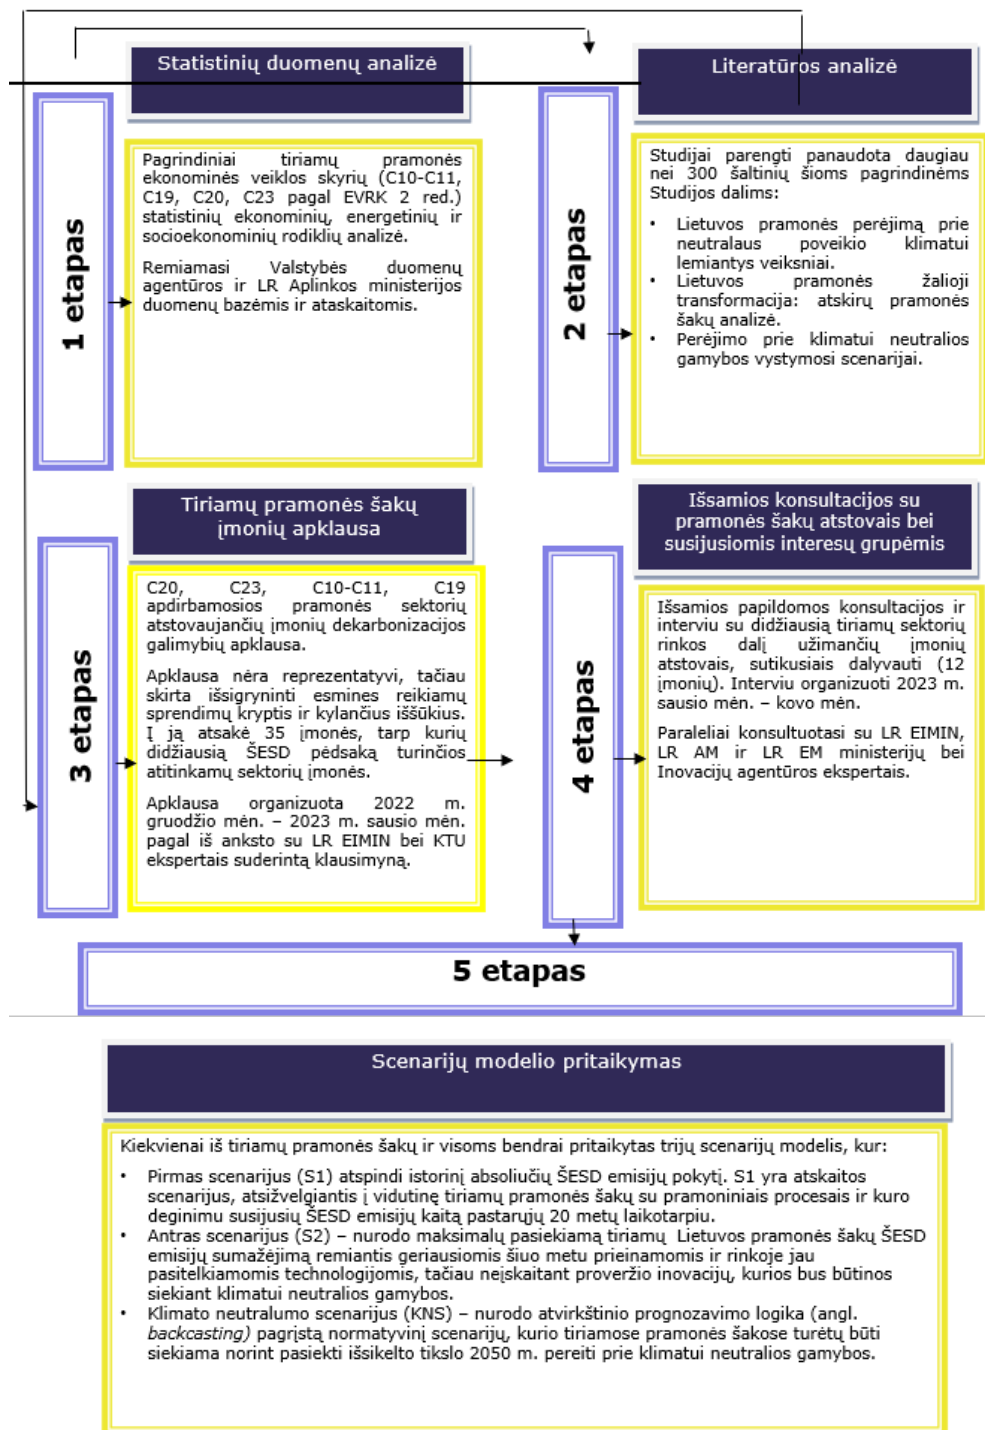 Statistinių duomenų analizė
1 etapas
Pagrindiniai tiriamų pramonės
ekonominės veiklos skyrių (C10-C11,
C19, C20, C23 pagal EVRK 2 red.)
statistinių ekonominių, energetinių ir
socioekonominių rodiklių analizė.
Remiamasi Valstybės duomenų
agentūros ir LR Aplinkos ministerijos
duomenų bazėmis ir ataskaitomis.
Literatūros analizė
2 etapas
Studijai parengti panaudota daugiau
nei 300 šaltinių šioms pagrindinėms
Studijos dalims:
• Lietuvos pramonės perėjimą prie
neutralaus poveikio klimatui
lemiantys veiksniai.
• Lietuvos pramonės žalioji
transformacija: atskirų pramonės
šakų analizė.
• Perėjimo prie klimatui neutralios
gamybos vystymosi scenarijai.
Tiriamų pramonės šakų
įmonių apklausa
3 etapas
C20, C23, C10-C11, C19
apdirbamosios pramonės sektorių
atstovaujančių įmonių dekarbonizacijos
galimybių apklausa.
Apklausa nėra reprezentatyvi, tačiau
skirta išsigryninti esmines reikiamų
sprendimų kryptis ir kylančius iššūkius.
Į ją atsakė 35 įmonės, tarp kurių
didžiausią ŠESD pėdsaką turinčios
atitinkamų sektorių įmonės.
Apklausa organizuota 2022 m.
gruodžio mėn. – 2023 m. sausio mėn.
pagal iš anksto su LR EIMIN bei KTU
ekspertais suderintą klausimyną.
Išsamios konsultacijos su
pramonės šakų atstovais bei
susijusiomis interesų grupėmis
4 etapas
Išsamios papildomos konsultacijos ir
interviu su didžiausią tiriamų sektorių
rinkos dalį užimančių įmonių
atstovais, sutikusiais dalyvauti (12
įmonių). Interviu organizuoti 2023 m.
sausio mėn. – kovo mėn.
Paraleliai konsultuotasi su LR EIMIN,
LR AM ir LR EM ministerijų bei
Inovacijų agentūros ekspertais.
5 etapas
Scenarijų modelio pritaikymas
Kiekvienai iš tiriamų pramonės šakų ir visoms bendrai pritaikytas trijų scenarijų modelis, kur:
• Pirmas scenarijus (S1) atspindi istorinį absoliučių ŠESD emisijų pokytį. S1 yra atskaitos
scenarijus, atsižvelgiantis į vidutinę tiriamų pramonės šakų su pramoniniais procesais ir kuro
deginimu susijusių ŠESD emisijų kaitą pastarųjų 20 metų laikotarpiu.
• Antras scenarijus (S2) – nurodo maksimalų pasiekiamą tiriamų Lietuvos pramonės šakų ŠESD
emisijų sumažėjimą remiantis geriausiomis šiuo metu prieinamomis ir rinkoje jau
pasitelkiamomis technologijomis, tačiau neįskaitant proveržio inovacijų, kurios bus būtinos
siekiant klimatui neutralios gamybos.
• Klimato neutralumo scenarijus (KNS) – nurodo atvirkštinio prognozavimo logika (angl.
backcasting) pagrįstą normatyvinį scenarijų, kurio tiriamose pramonės šakose turėtų būti
siekiama norint pasiekti išsikelto tikslo 2050 m. pereiti prie klimatui neutralios gamybos.